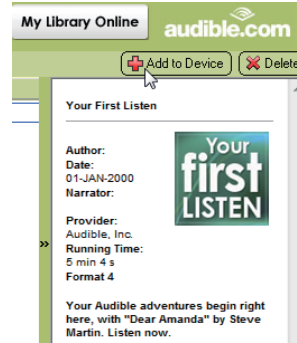 My Library Online
audible.com
Add to Device
Delete
Your First Listen
Author:
Date:
01-JAN-2000
Narrator:
Your
first
LISTEN
Provider:
Audible, Inc.
Running Time:
5 min 4 s
Format 4
»
Your Audible adventures begin right
here, with "Dear Amanda" by Steve
Martin. Listen now.